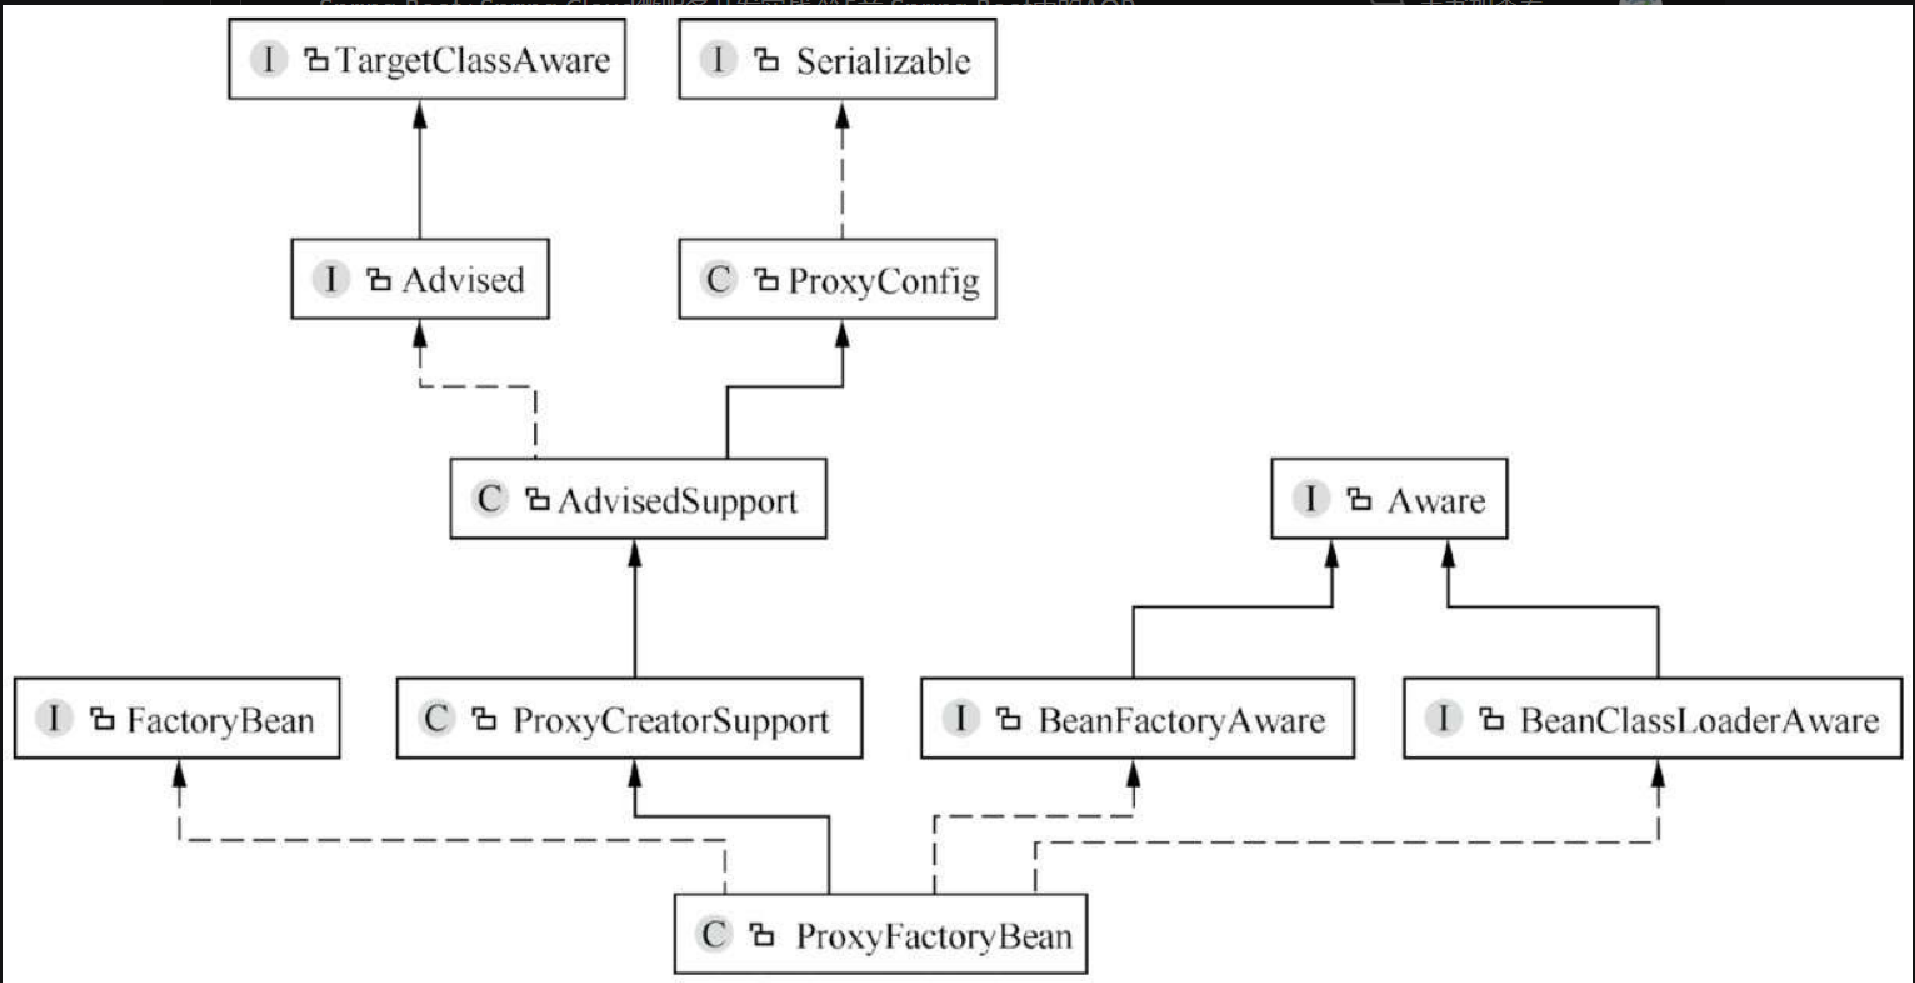 I TargetClassAware
I Serializable
I Advised
C ProxyConfig
C AdvisedSupport
I Aware
I FactoryBean
C ProxyCreatorSupport
I BeanFactoryAware
I BeanClassLoaderAware
C ProxyFactoryBean